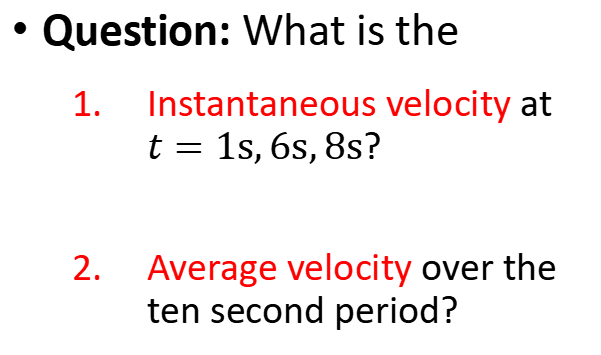 • Question: What is the
1. Instantaneous velocity at
t = 1s, 6s, 8s?
2. Average velocity over the
ten second period?